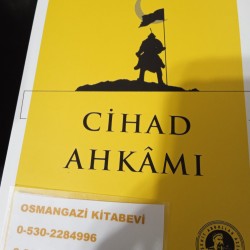 CİHAD
AHKÂMI
OSMANGAZİ KİTABEVİ
0-530-2284996